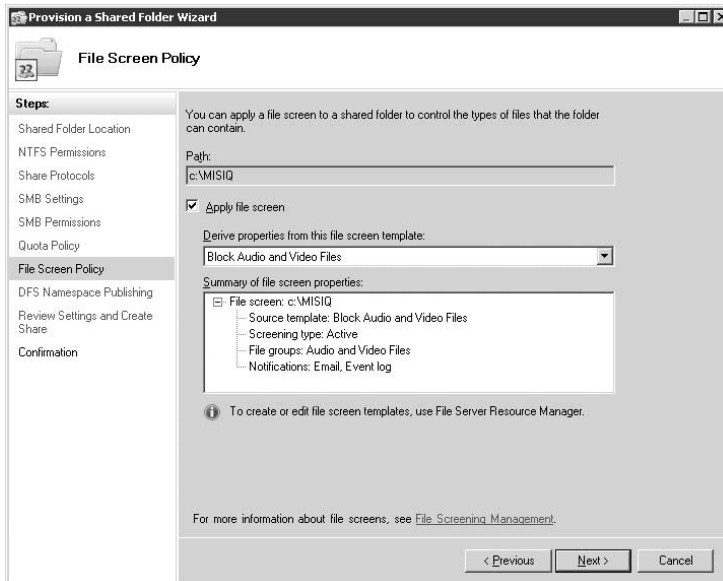 Provision a Shared Folder Wizard
File Screen Policy
Steps:
Shared Folder Location
NTFS Permissions
Share Protocols
SMB Settings
SMB Permissions
Quota Policy
File Screen Policy
DFS Namespace Publishing
Review Settings and Create
Share
Confirmation
You can apply a file screen to a shared folder to control the types of files that the folder
can contain.
Path:
c:\MISIQ
Apply file screen
Derive properties from this file screen template:
Block Audio and Video Files
Summary of file screen properties:
File screen: c:\MISIQ
Source template: Block Audio and Video Files
Screening type: Active
File groups: Audio and Video Files
Notifications: Email, Event log
To create or edit file screen templates, use File Server Resource Manager.
For more information about file screens, see File Screening Management.
< Previous
Next >
Cancel